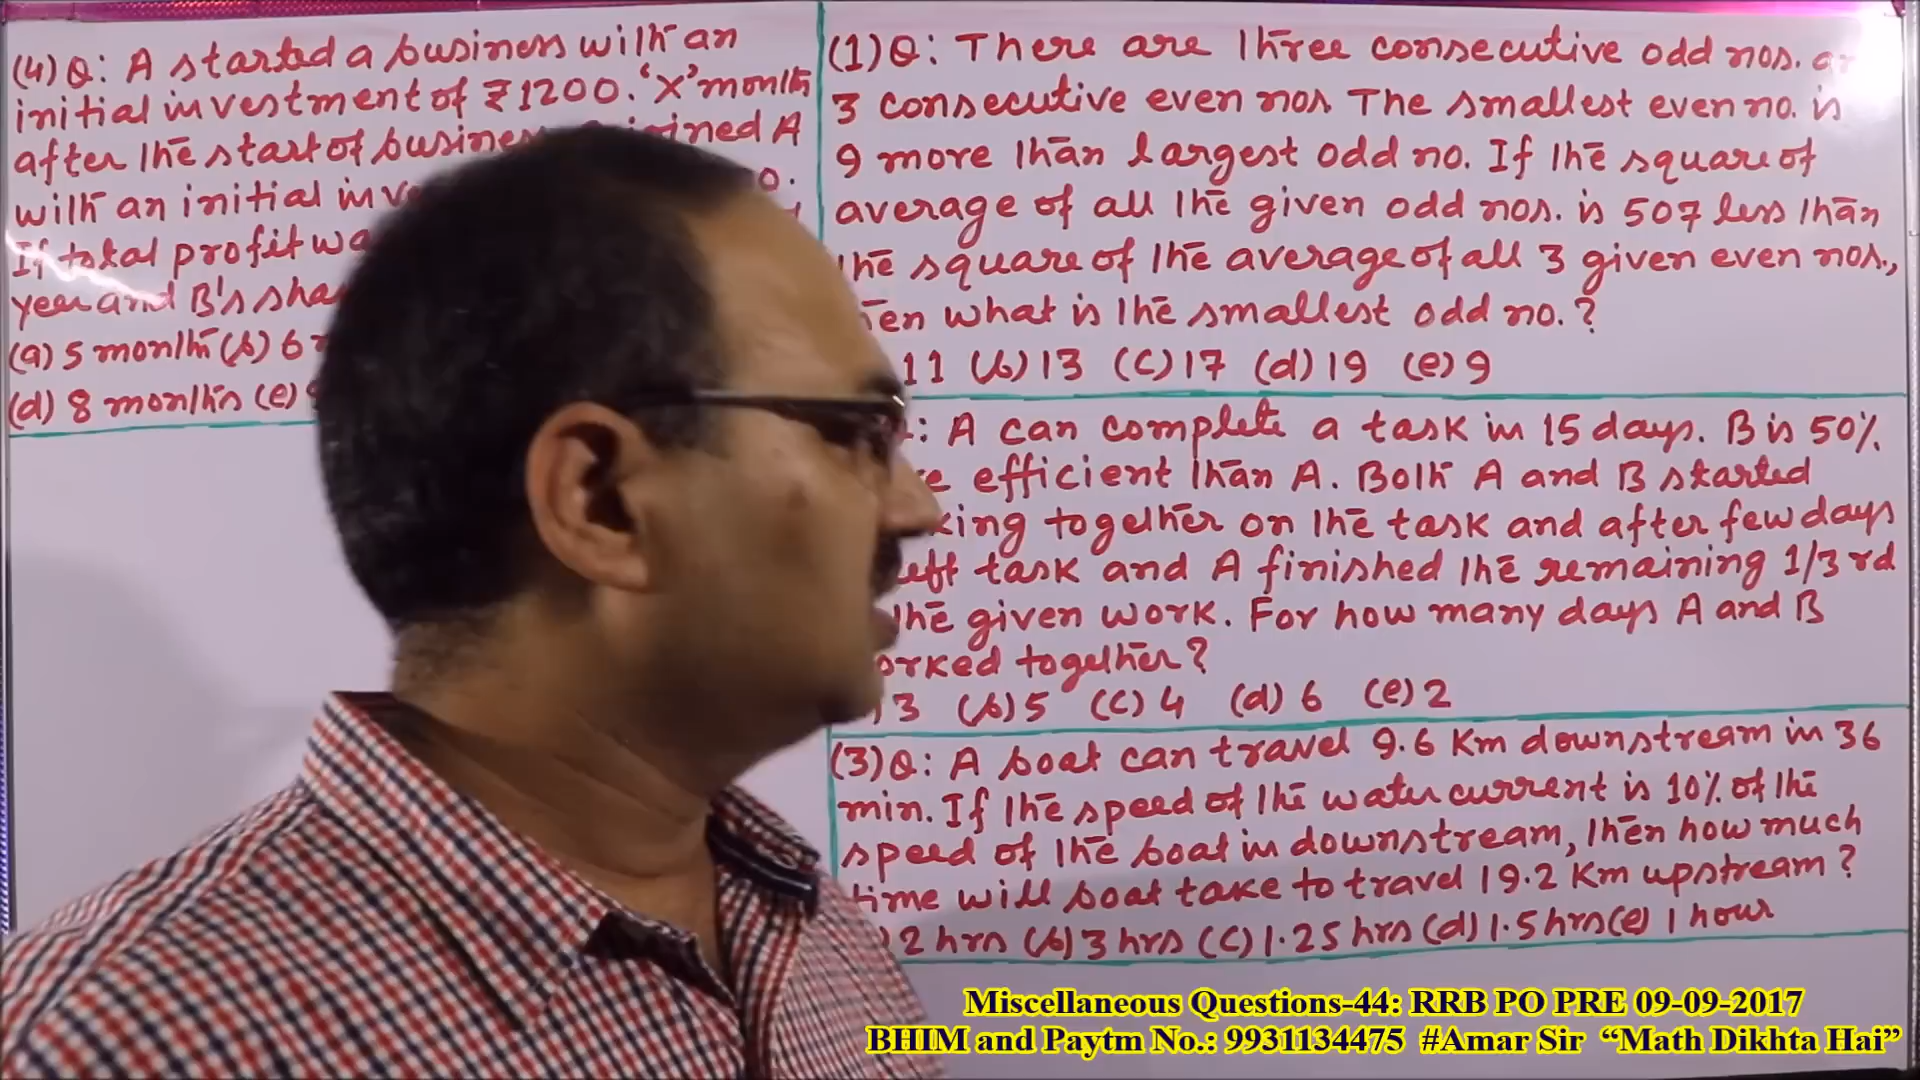 (4)Q: A started a business with an
initial investment of ₹1200. ‘X’ month
after the start of joined A
with an initial
If total profit
year and B's
(a) 5 month (b) 6
(d) 8 months (e)
(1)Q: There are three consecutive odd nos.
3 consecutive even nos The smallest even no. is
9 more than largest odd no. If the square of
average of all the given odd nos. is 507 less than
the square of the average of all 3 given even nos.,
what is the smallest odd no.?
11 (b) 13 (c) 17 (d) 19 (e) 9
: A can complete a task in 15 days. B is 50%
efficient than A. Both A and B started
together on the task and after few days
task and A finished the remaining 1/3 rd
the given work. For how many days A and B
together?
3 (b) 5 (c) 4 (d) 6 (e) 2
(3)Q: A boat can travel 9.6 Km downstream in 36
min. If the speed of the water current is 10% of the
speed of the boat in downstream, then how much
time will boat take to travel 19.2 Km upstream?
) 2 hrs (b) 3 hrs (c) 1.25 hrs (d) 1.5 hrs (e) 1 hour
Miscellaneous Questions-44: RRB PO PRE 09-09-2017
BHIM and Paytm No.: 9931134475 #Amar Sir “Math Dikhta Hai”